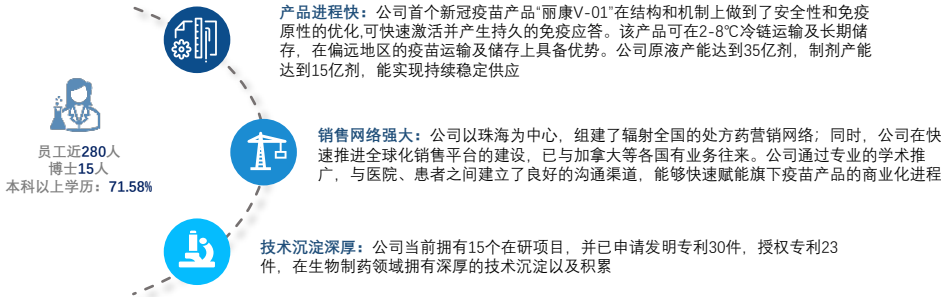 产品进程快：公司首个新冠疫苗产品“丽康V-01”在结构和机制上做到了安全性和免疫
原性的优化,可快速激活并产生持久的免疫应答。该产品可在2-8℃冷链运输及长期储
存，在偏远地区的疫苗运输及储存上具备优势。公司原液产能达到35亿剂，制剂产能
达到15亿剂，能实现持续稳定供应
员工近280人
博士15人
本科以上学历：71.58%
销售网络强大：公司以珠海为中心，组建了辐射全国的处方药营销网络；同时，公司在快
速推进全球化销售平台的建设，已与加拿大等各国有业务往来。公司通过专业的学术推
广，与医院、患者之间建立了良好的沟通渠道，能够快速赋能旗下疫苗产品的商业化进程
技术沉淀深厚：公司当前拥有15个在研项目，并已申请发明专利30件，授权专利23
件，在生物制药领域拥有深厚的技术沉淀以及积累